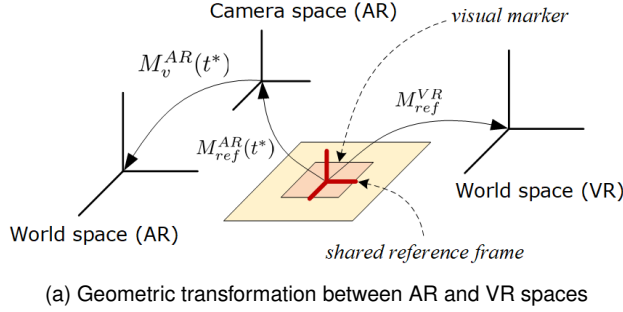 Camera space (AR)
visual marker
M_v^{AR}(t*)
M_{ref}^{VR}
M_{ref}^{AR}(t*)
World space (VR)
World space (AR)
shared reference frame
(a) Geometric transformation between AR and VR spaces